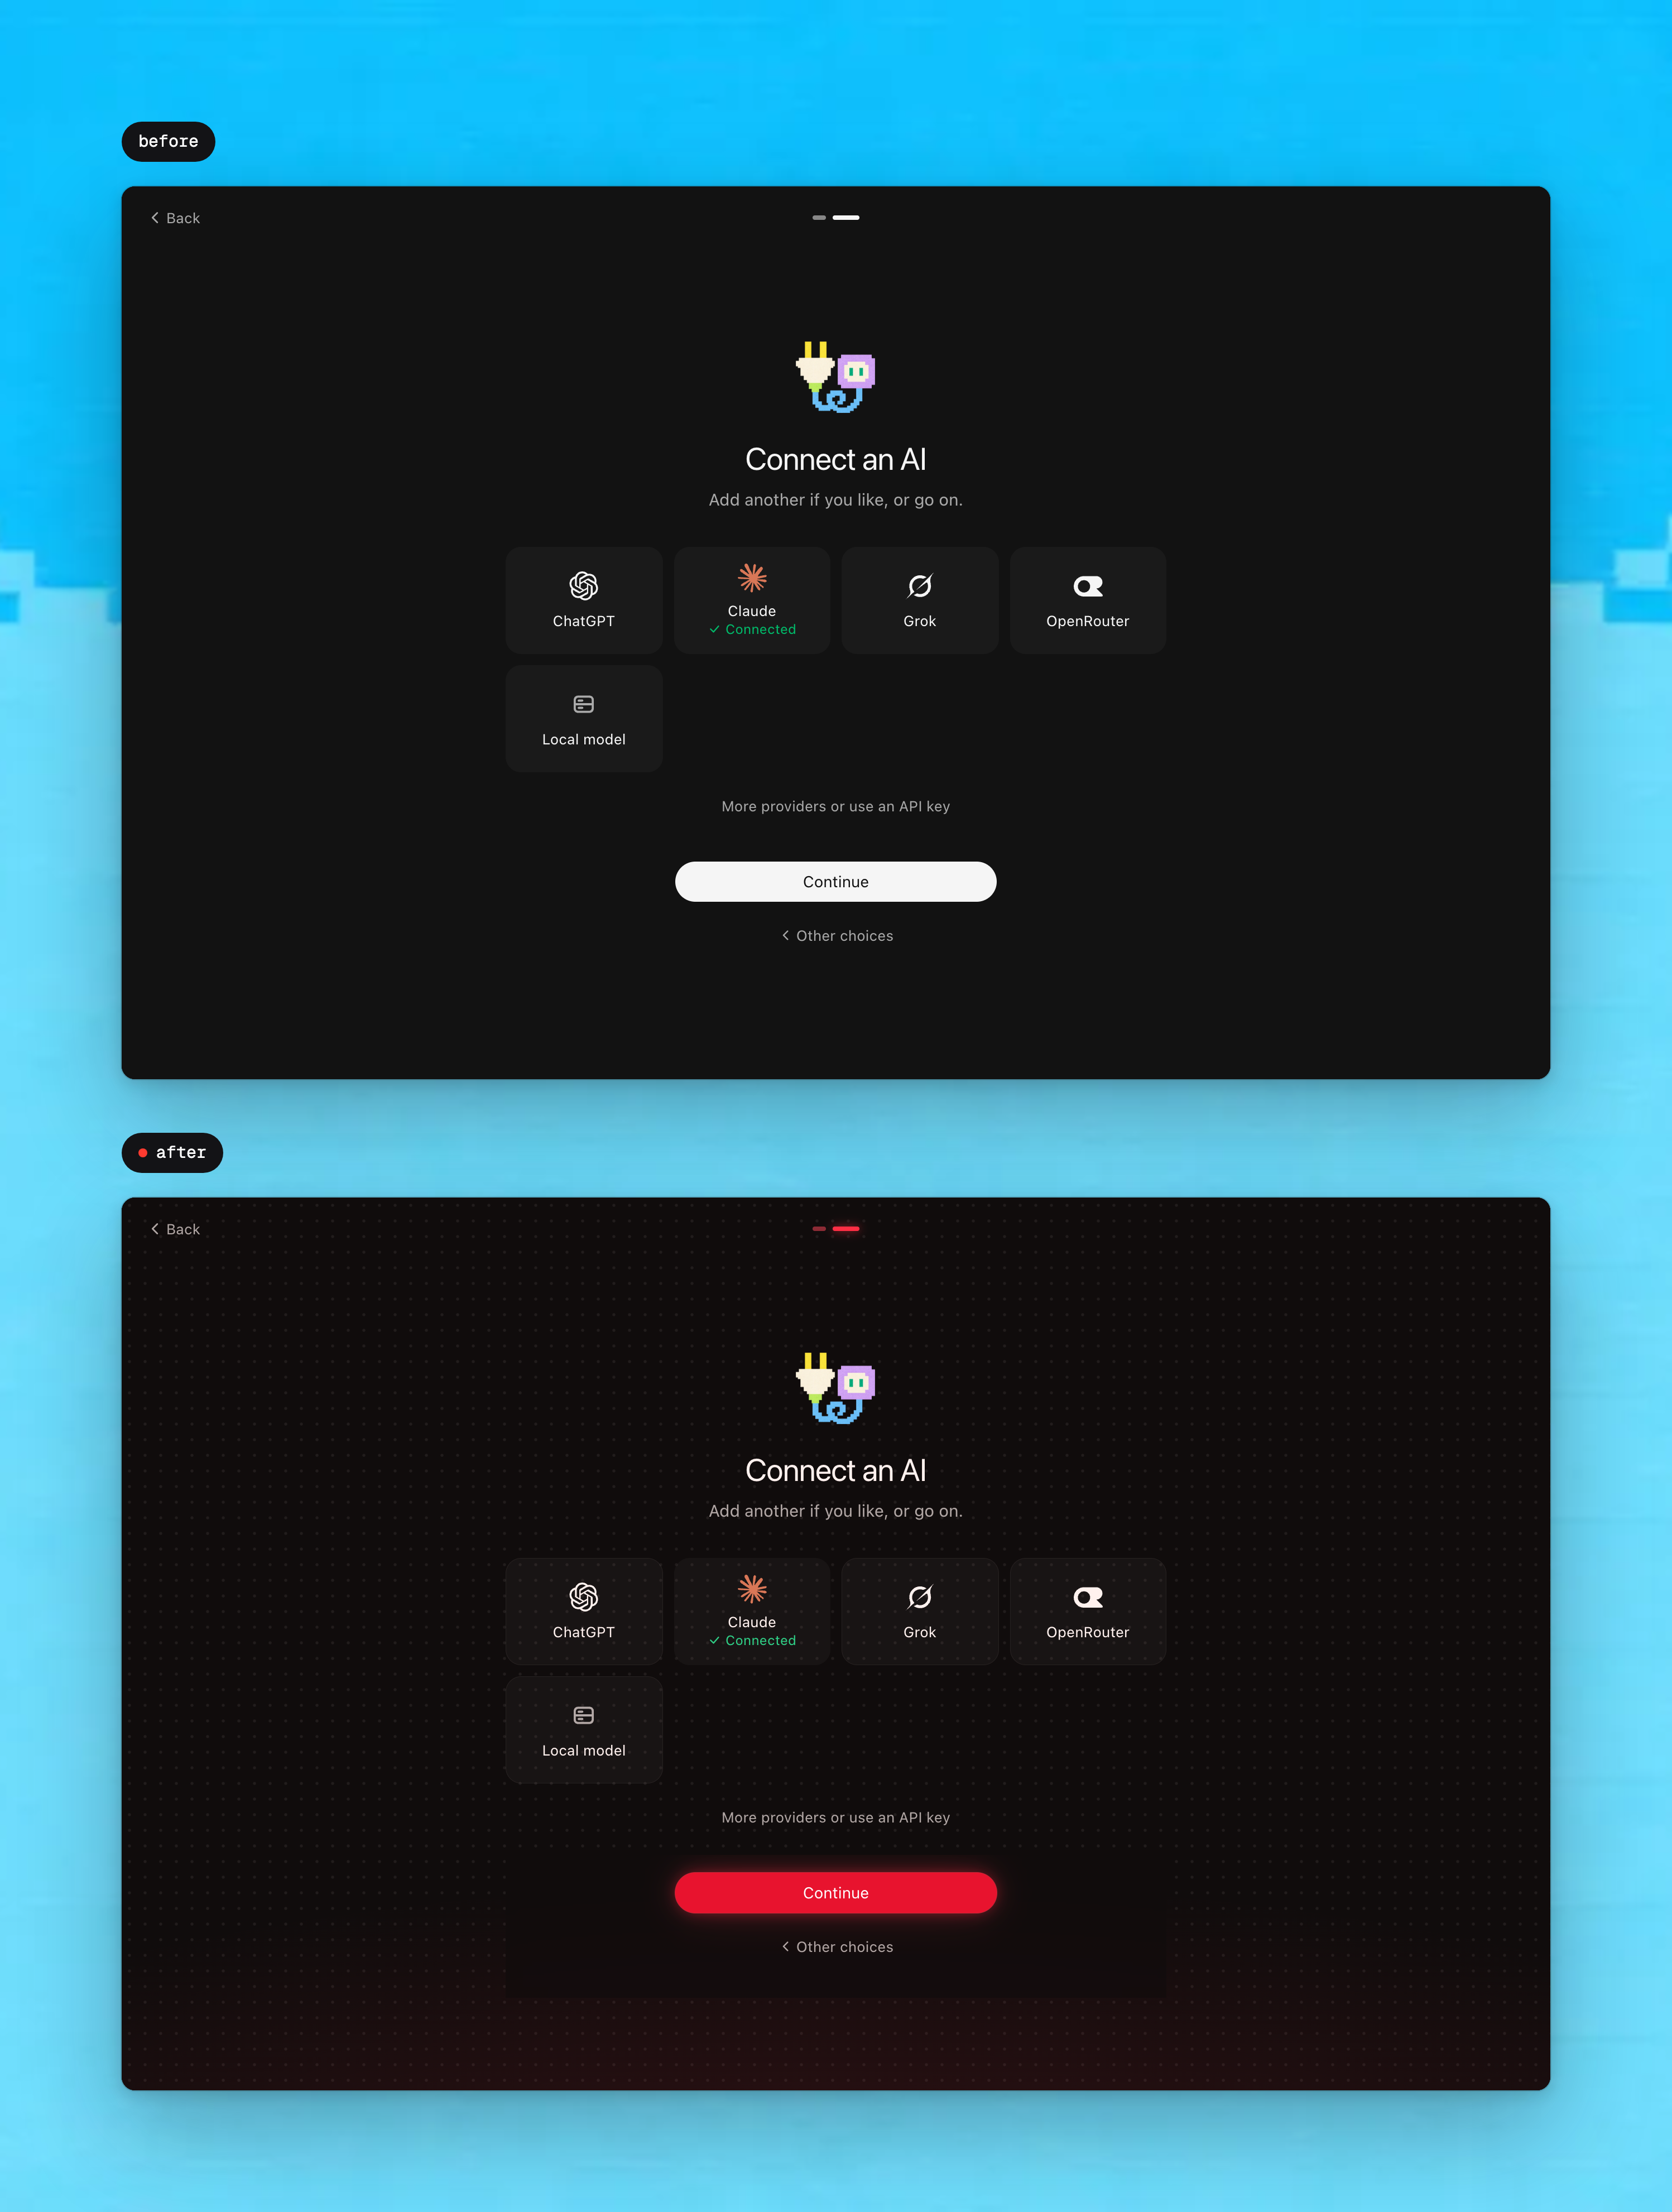 before
Back
Connect an AI
Add another if you like, or go on.
ChatGPT
Claude
Connected
Grok
OpenRouter
Local model
More providers or use an API key
Continue
Other choices
after
Back
Connect an AI
Add another if you like, or go on.
ChatGPT
Claude
Connected
Grok
OpenRouter
Local model
More providers or use an API key
Continue
Other choices